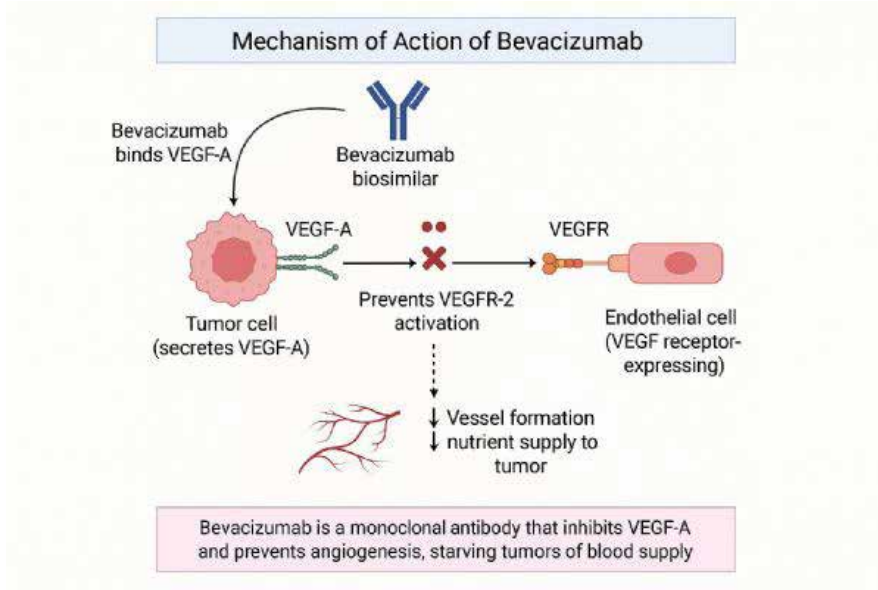 Mechanism of Action of Bevacizumab
Bevacizumab
binds VEGF-A
Bevacizumab
biosimilar
VEGF-A
VEGFR
Prevents VEGFR-2
activation
Tumor cell
(secretes VEGF-A)
Endothelial cell
(VEGF receptor-
expressing)
↓ Vessel formation
↓ nutrient supply to
tumor
Bevacizumab is a monoclonal antibody that inhibits VEGF-A
and prevents angiogenesis, starving tumors of blood supply